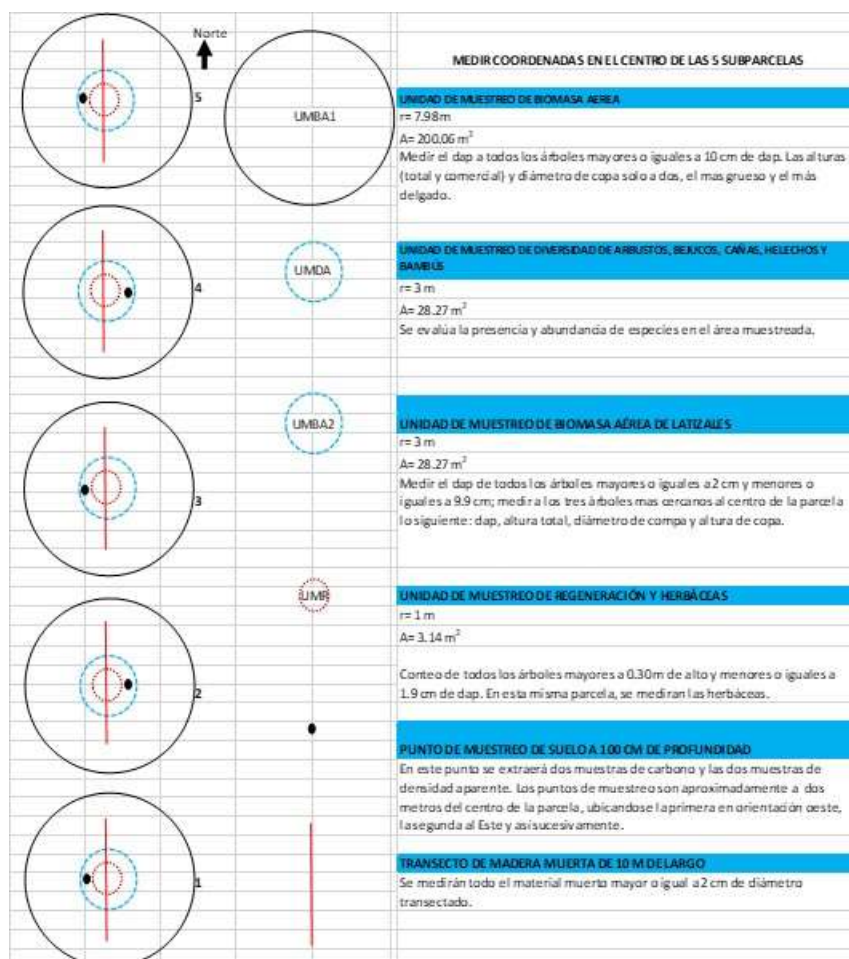 Norte
5
UMBA1
4
UMDA
3
UMBA2
2
UMR
1
MEDIR COORDENADAS EN EL CENTRO DE LAS 5 SUBPARCELAS
UNIDAD DE MUESTREO DE BIOMASA AEREA
r= 7.98m
A= 200.06 m²
Medir el dap a todos los árboles mayores o iguales a 10 cm de dap. Las alturas
(total y comercial) y diámetro de copa solo a dos, el mas grueso y el más
delgado.
UNIDAD DE MUESTREO DE DIVERSIDAD DE ARBUSTOS, BEJUCOS, CAÑAS, HELECHOS Y
BAMBÚS
r= 3 m
A= 28.27 m²
Se evalúa la presencia y abundancia de especies en el área muestreada.
UNIDAD DE MUESTREO DE BIOMASA AÉREA DE LATIZALES
r= 3 m
A= 28.27 m²
Medir el dap de todos los árboles mayores o iguales a 2 cm y menores o
iguales a 9.9 cm; medir a los tres árboles mas cercanos al centro de la parcela
lo siguiente: dap, altura total, diámetro de compa y altura de copa.
UNIDAD DE MUESTREO DE REGENERACIÓN Y HERBÁCEAS
r= 1 m
A= 3.14 m²
Conteo de todos los árboles mayores a 0.30m de alto y menores o iguales a
1.9 cm de dap. En esta misma parcela, se mediran las herbáceas.
PUNTO DE MUESTREO DE SUELO A 100 CM DE PROFUNDIDAD
En este punto se extraerá dos muestras de carbono y las dos muestras de
densidad aparente. Los puntos de muestreo son aproximadamente a dos
metros del centro de la parcela, ubicandose la primera en orientación oeste,
la segunda al Este y asi sucesivamente.
TRANSECTO DE MADERA MUERTA DE 10 M DE LARGO
Se medirán todo el material muerto mayor o igual a 2 cm de diámetro
transectado.